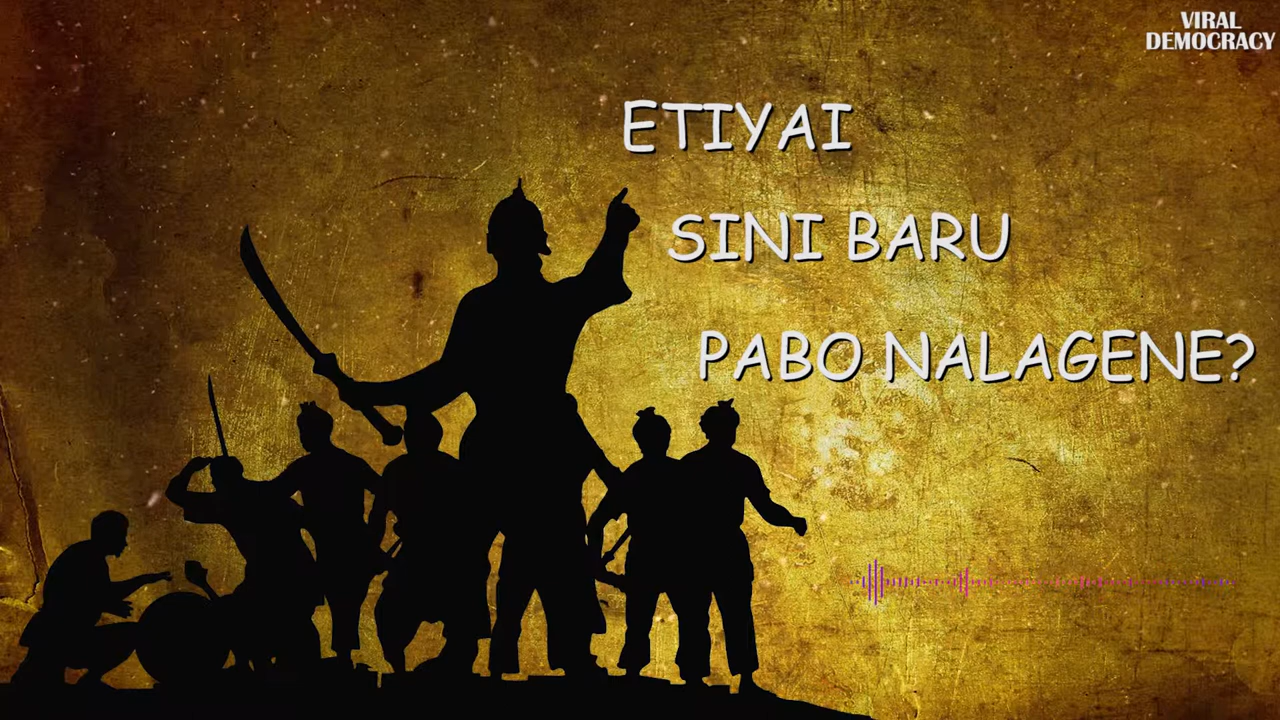 VIRAL
DEMOCRACY
ETIYAI
SINI BARU
PABO NALAGENE?